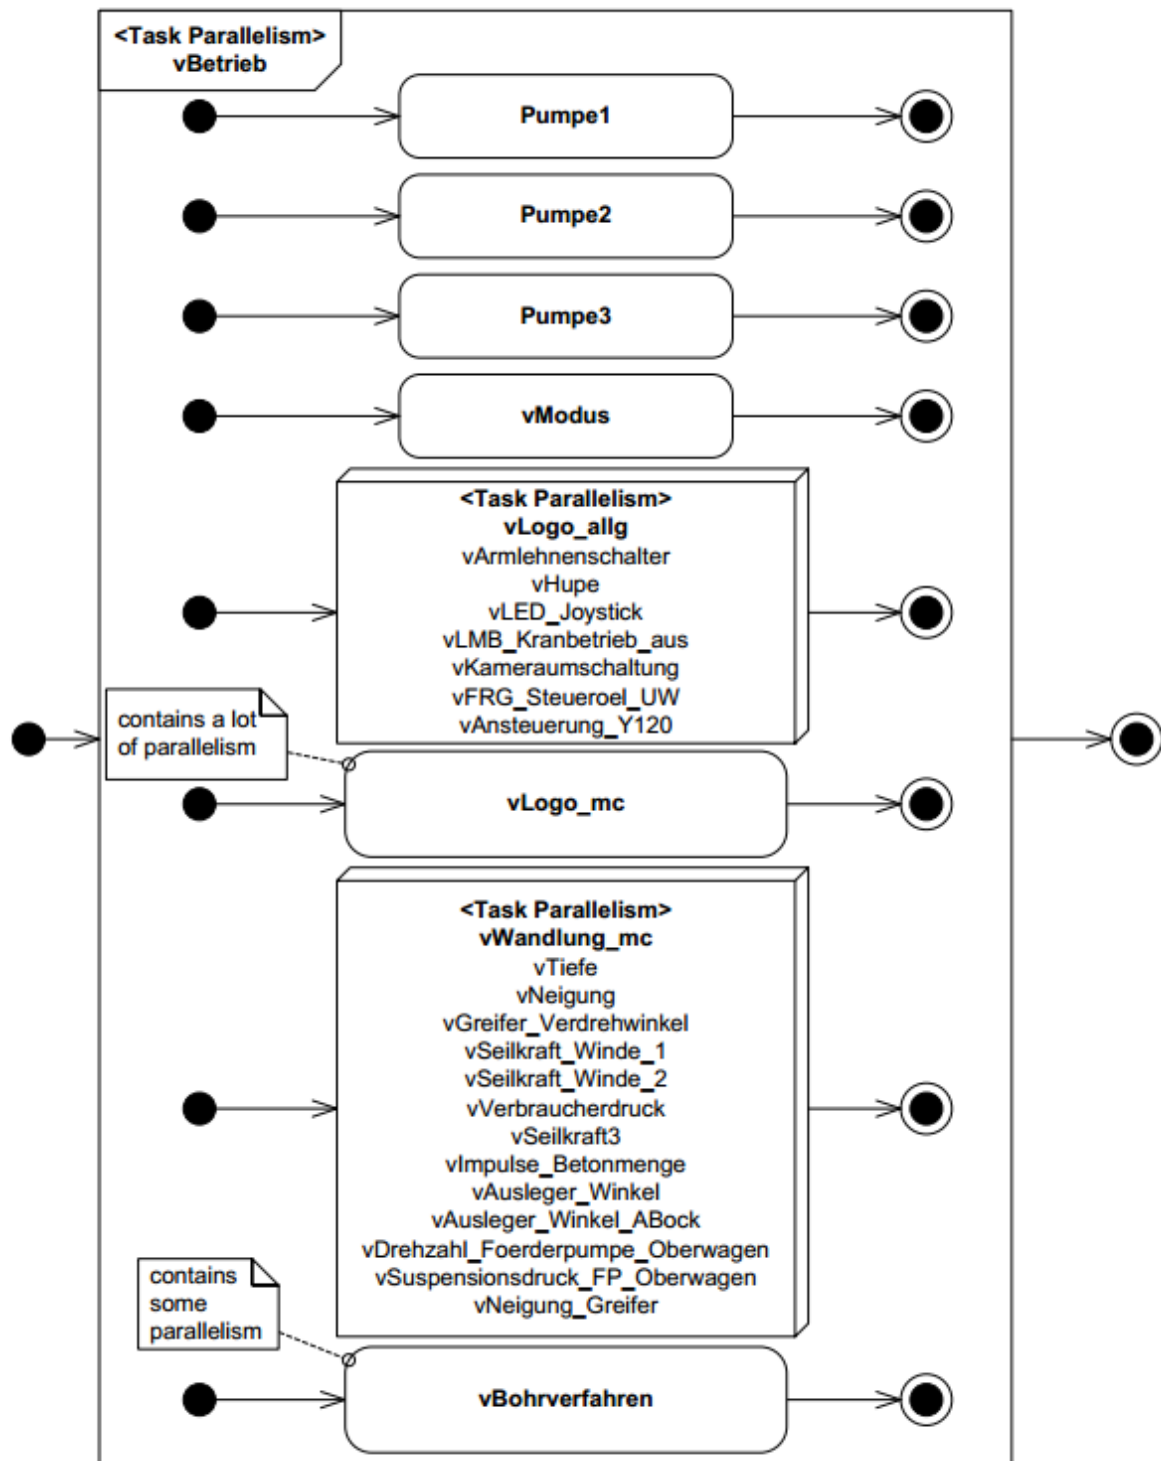 <Task Parallelism>
vBetrieb
Pumpe1
Pumpe2
Pumpe3
vModus
<Task Parallelism>
vLogo_allg
vArmlehnenschalter
vHupe
vLED_Joystick
vLMB_Kranbetrieb_aus
vKameraumschaltung
vFRG_Steueroel_UW
vAnsteuerung_Y120
contains a lot
of parallelism
vLogo_mc
<Task Parallelism>
vWandlung_mc
vTiefe
vNeigung
vGreifer_Verdrehwinkel
vSeilkraft_Winde_1
vSeilkraft_Winde_2
vVerbraucherdruck
vSeilkraft3
vImpulse_Betonmenge
vAusleger_Winkel
vAusleger_Winkel_ABock
vDrehzahl_Foerderpumpe_Oberwagen
vSuspensionsdruck_FP_Oberwagen
vNeigung_Greifer
contains
some
parallelism
vBohrverfahren